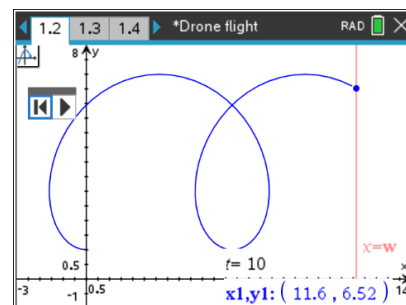 1.2 1.3 1.4 *Drone flight RAD
8 y
x=w
0.5 t= 10 x
-3 -1 0.5 14
x1,y1: ( 11.6 , 6.52 )